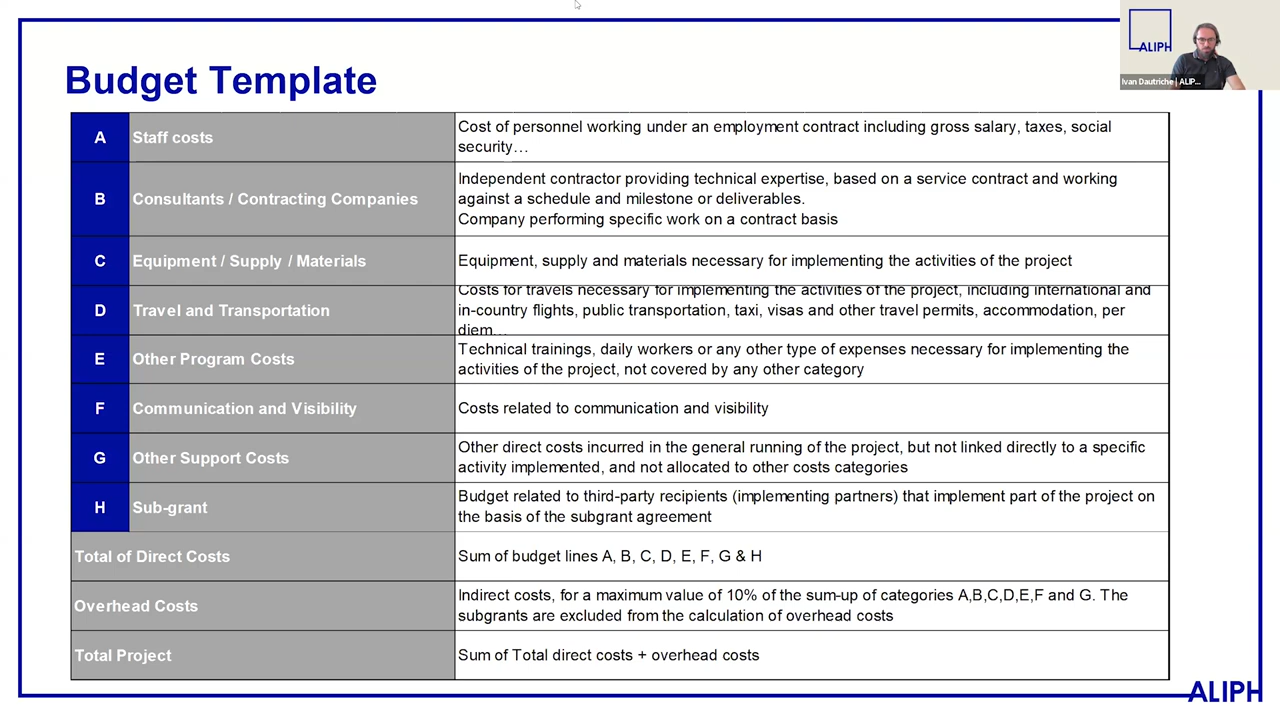 ALIPH
Ivan Dautriche | ALIP...
Budget Template
A
Staff costs
Cost of personnel working under an employment contract including gross salary, taxes, social
security…
B
Consultants / Contracting Companies
Independent contractor providing technical expertise, based on a service contract and working
against a schedule and milestone or deliverables.
Company performing specific work on a contract basis
C
Equipment / Supply / Materials
Equipment, supply and materials necessary for implementing the activities of the project
D
Travel and Transportation
Costs for travels necessary for implementing the activities of the project, including international and
in-country flights, public transportation, taxi, visas and other travel permits, accommodation, per
diem…
E
Other Program Costs
Technical trainings, daily workers or any other type of expenses necessary for implementing the
activities of the project, not covered by any other category
F
Communication and Visibility
Costs related to communication and visibility
G
Other Support Costs
Other direct costs incurred in the general running of the project, but not linked directly to a specific
activity implemented, and not allocated to other costs categories
H
Sub-grant
Budget related to third-party recipients (implementing partners) that implement part of the project on
the basis of the subgrant agreement
Total of Direct Costs
Sum of budget lines A, B, C, D, E, F, G & H
Overhead Costs
Indirect costs, for a maximum value of 10% of the sum-up of categories A,B,C,D,E,F and G. The
subgrants are excluded from the calculation of overhead costs
Total Project
Sum of Total direct costs + overhead costs
ALIPH